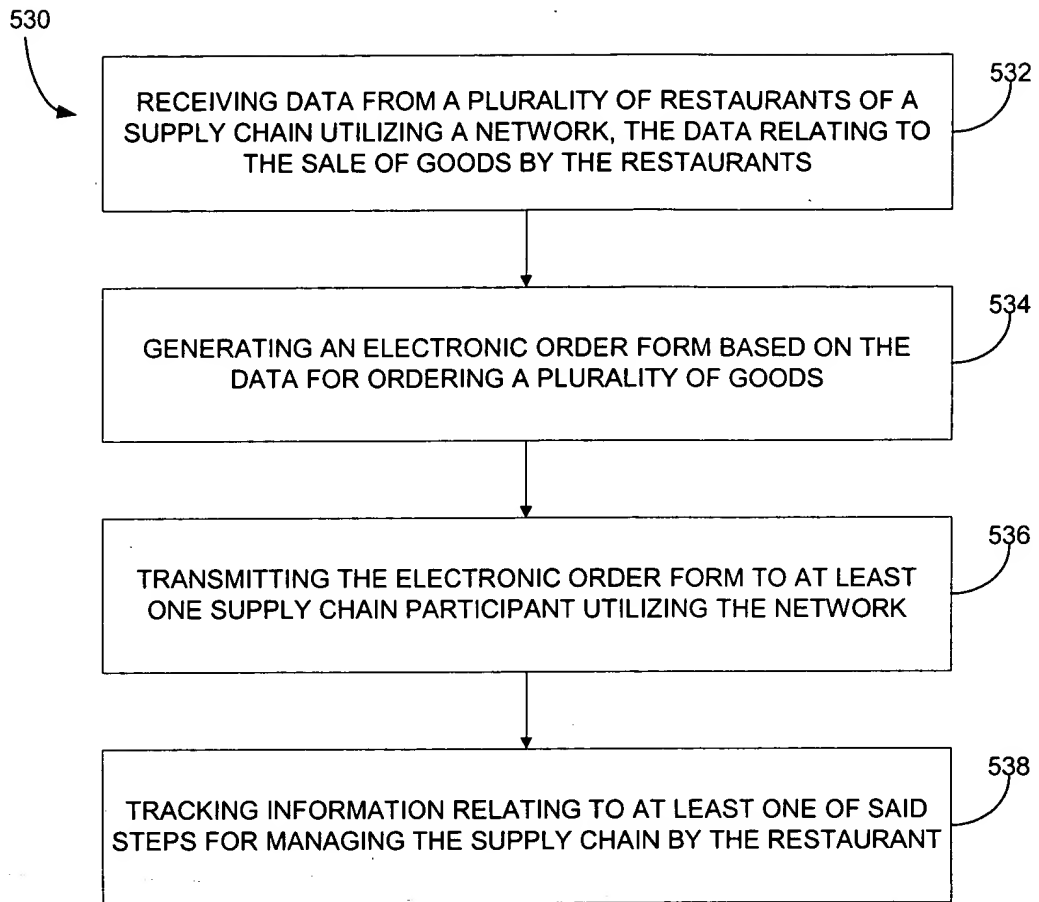 530
532
RECEIVING DATA FROM A PLURALITY OF RESTAURANTS OF A
SUPPLY CHAIN UTILIZING A NETWORK, THE DATA RELATING TO
THE SALE OF GOODS BY THE RESTAURANTS
534
GENERATING AN ELECTRONIC ORDER FORM BASED ON THE
DATA FOR ORDERING A PLURALITY OF GOODS
536
TRANSMITTING THE ELECTRONIC ORDER FORM TO AT LEAST
ONE SUPPLY CHAIN PARTICIPANT UTILIZING THE NETWORK
538
TRACKING INFORMATION RELATING TO AT LEAST ONE OF SAID
STEPS FOR MANAGING THE SUPPLY CHAIN BY THE RESTAURANT